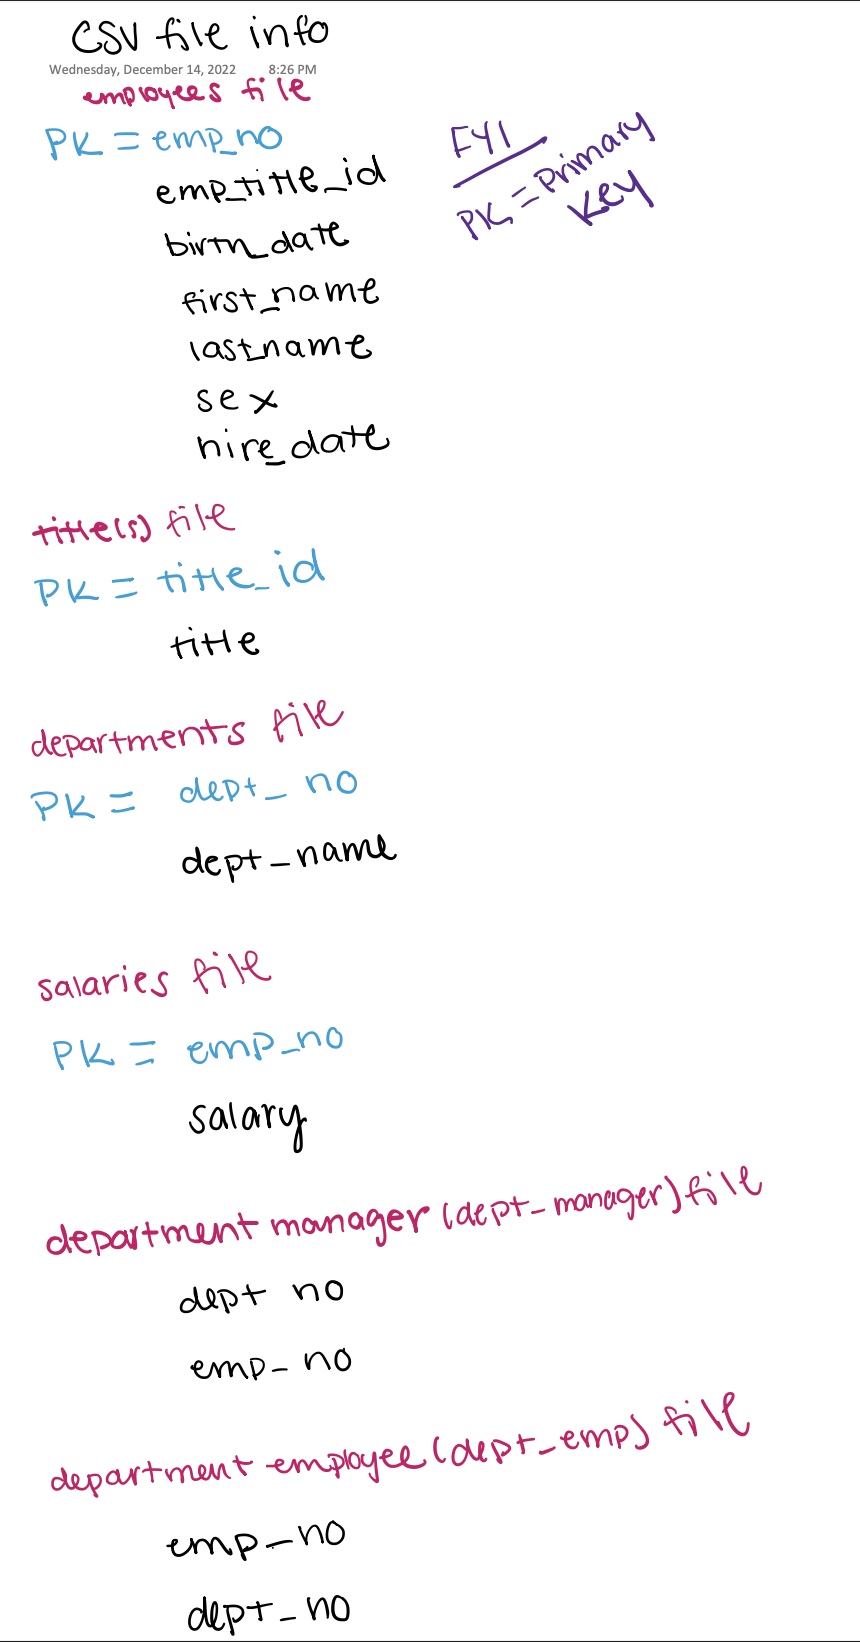 CSV file info
Wednesday, December 14, 2022 8:26 PM
employees file
PK = emp_no
emp_title_id
birth_date
first_name
last_name
sex
hire_date
FYI
PK = Primary
Key
title(s) file
PK = title_id
title
departments file
PK = dept_no
dept_name
salaries file
PK = emp_no
salary
department manager (dept_manager) file
dept no
emp_no
department employee (dept_emp) file
emp_no
dept_no